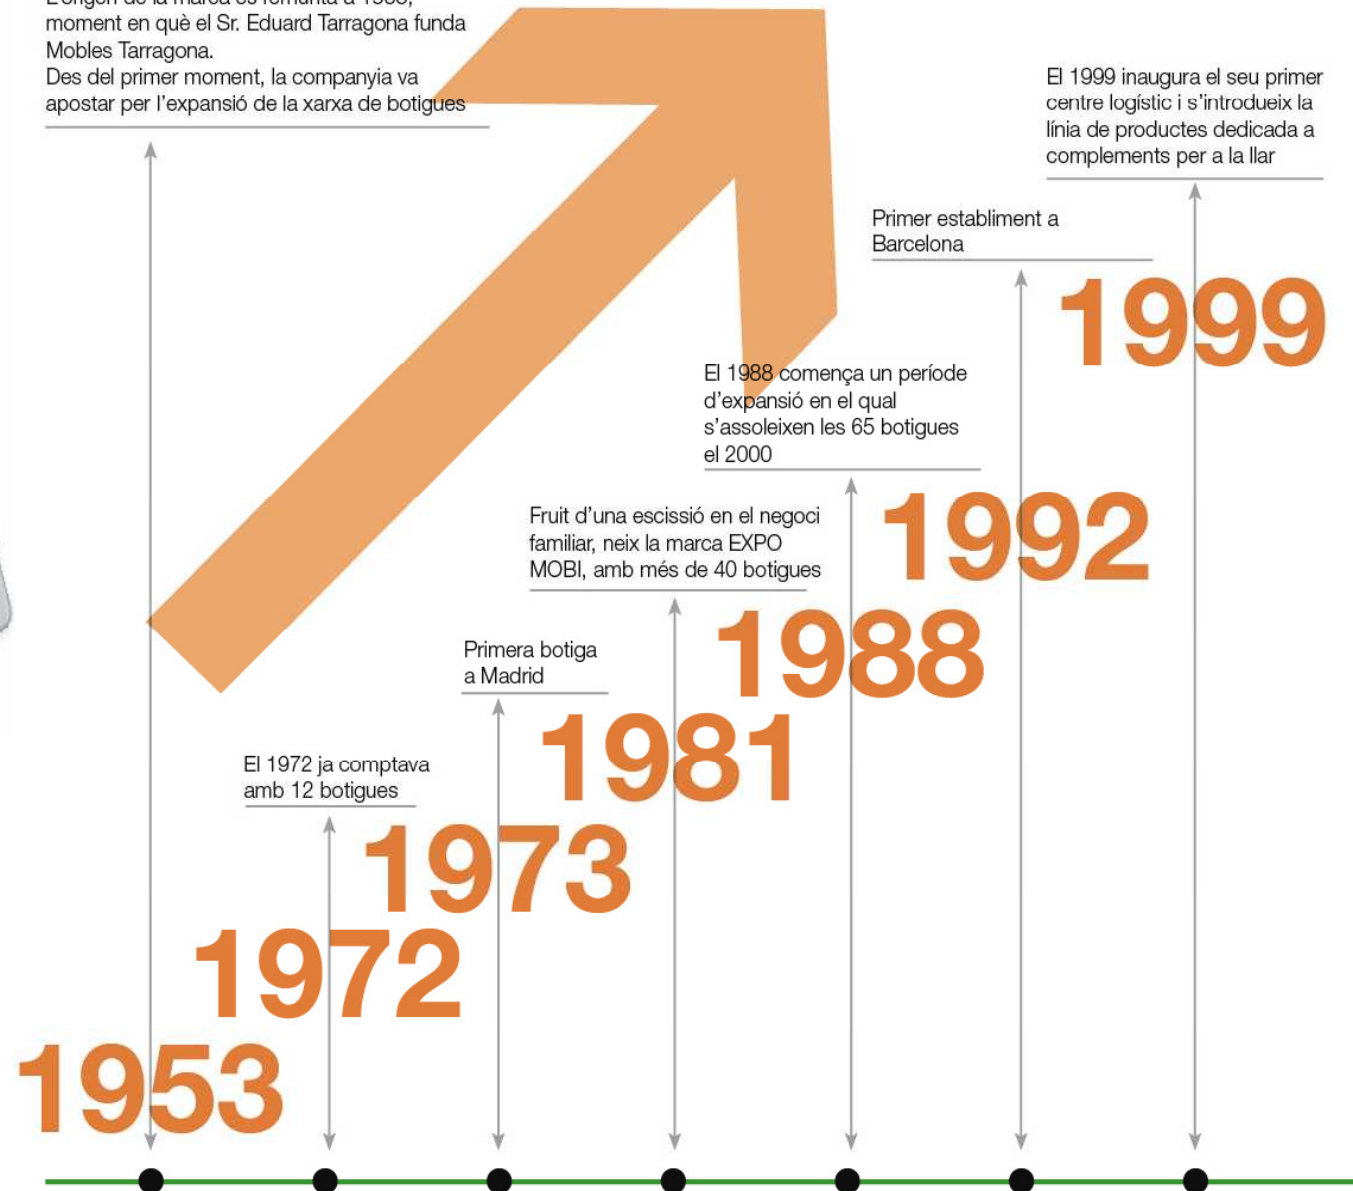 moment en què el Sr. Eduard Tarragona funda
Mobles Tarragona.
Des del primer moment, la companyia va
apostar per l'expansió de la xarxa de botigues
El 1999 inaugura el seu primer
centre logístic i s'introdueix la
línia de productes dedicada a
complements per a la llar
Primer establiment a
Barcelona
1999
El 1988 comença un període
d'expansió en el qual
s'assoleixen les 65 botigues
el 2000
1992
Fruit d'una escissió en el negoci
familiar, neix la marca EXPO
MOBI, amb més de 40 botigues
1988
Primera botiga
a Madrid
1981
El 1972 ja comptava
amb 12 botigues
1973
1972
1953